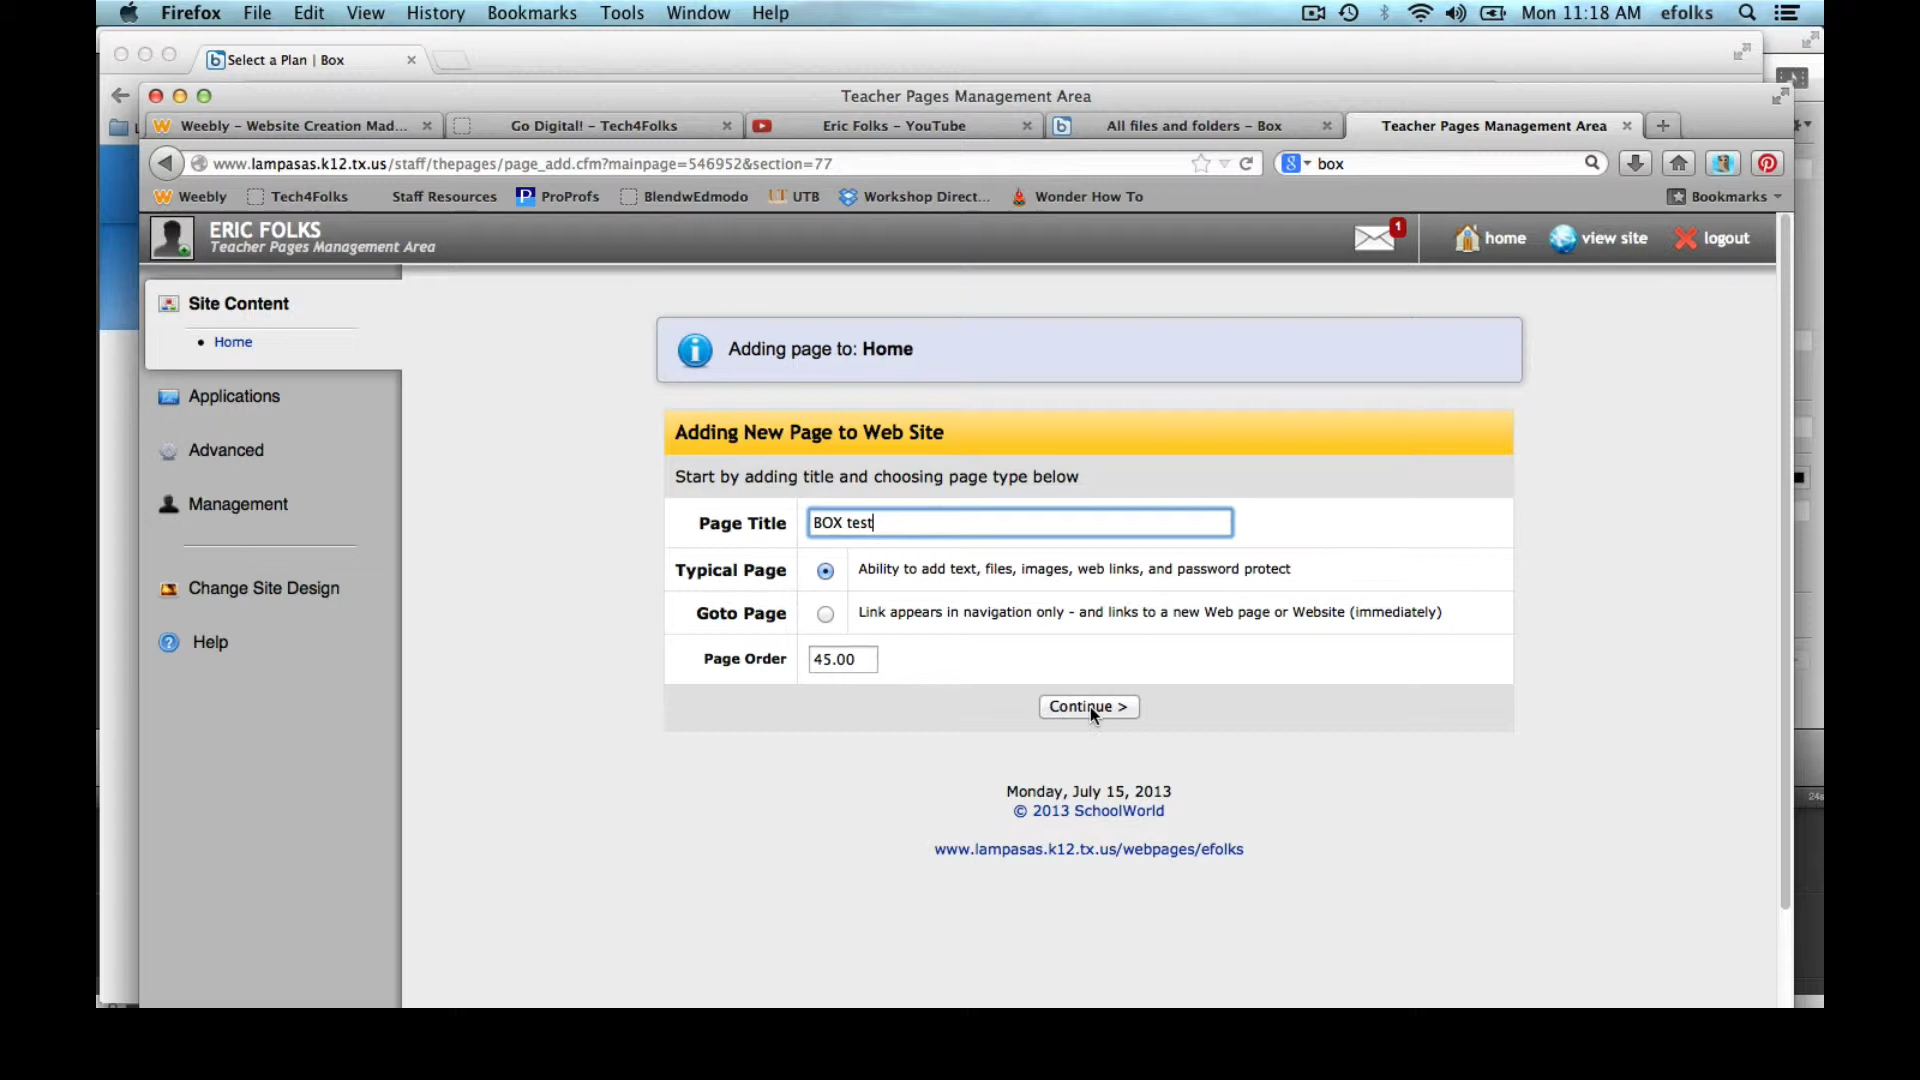 Firefox File Edit View History Bookmarks Tools Window Help Mon 11:18 AM efolks
Select a Plan | Box
Teacher Pages Management Area
Weebly - Website Creation Mad... Go Digital! - Tech4Folks Eric Folks - YouTube All files and folders - Box Teacher Pages Management Area
www.lampasas.k12.tx.us/staff/thepages/page_add.cfm?mainpage=546952&section=77 box
Weebly Tech4Folks Staff Resources ProProfs BlendwEdmodo UTB Workshop Direct... Wonder How To Bookmarks
ERIC FOLKS
Teacher Pages Management Area
1 home view site logout
Site Content
Home
Applications
Advanced
Management
Change Site Design
Help
Adding page to: Home
Adding New Page to Web Site
Start by adding title and choosing page type below
Page Title BOX test
Typical Page Ability to add text, files, images, web links, and password protect
Goto Page Link appears in navigation only - and links to a new Web page or Website (immediately)
Page Order 45.00
Continue >
Monday, July 15, 2013
© 2013 SchoolWorld
www.lampasas.k12.tx.us/webpages/efolks